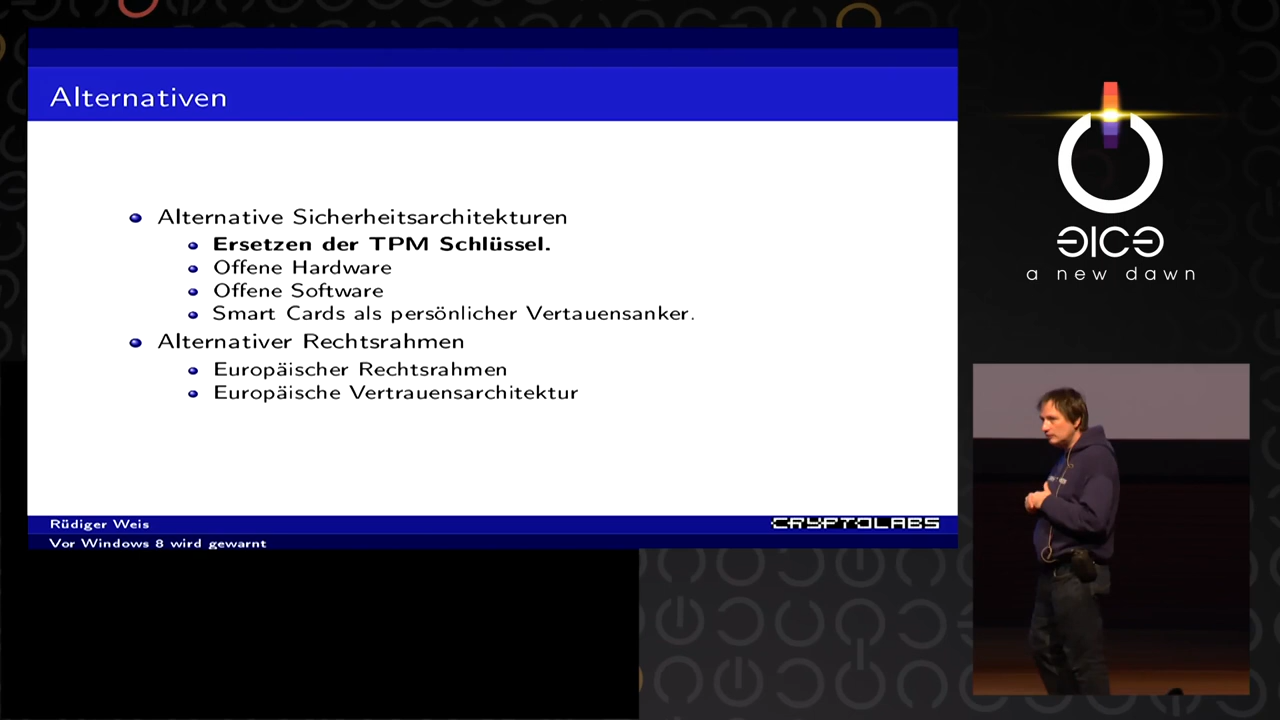 Alternativen
Alternative Sicherheitsarchitekturen
Ersetzen der TPM Schlüssel.
Offene Hardware
Offene Software
Smart Cards als persönlicher Vertauensanker.
Alternativer Rechtsrahmen
Europäischer Rechtsrahmen
Europäische Vertrauensarchitektur
Rüdiger Weis
CRYPTOLABS
Vor Windows 8 wird gewarnt
a new dawn